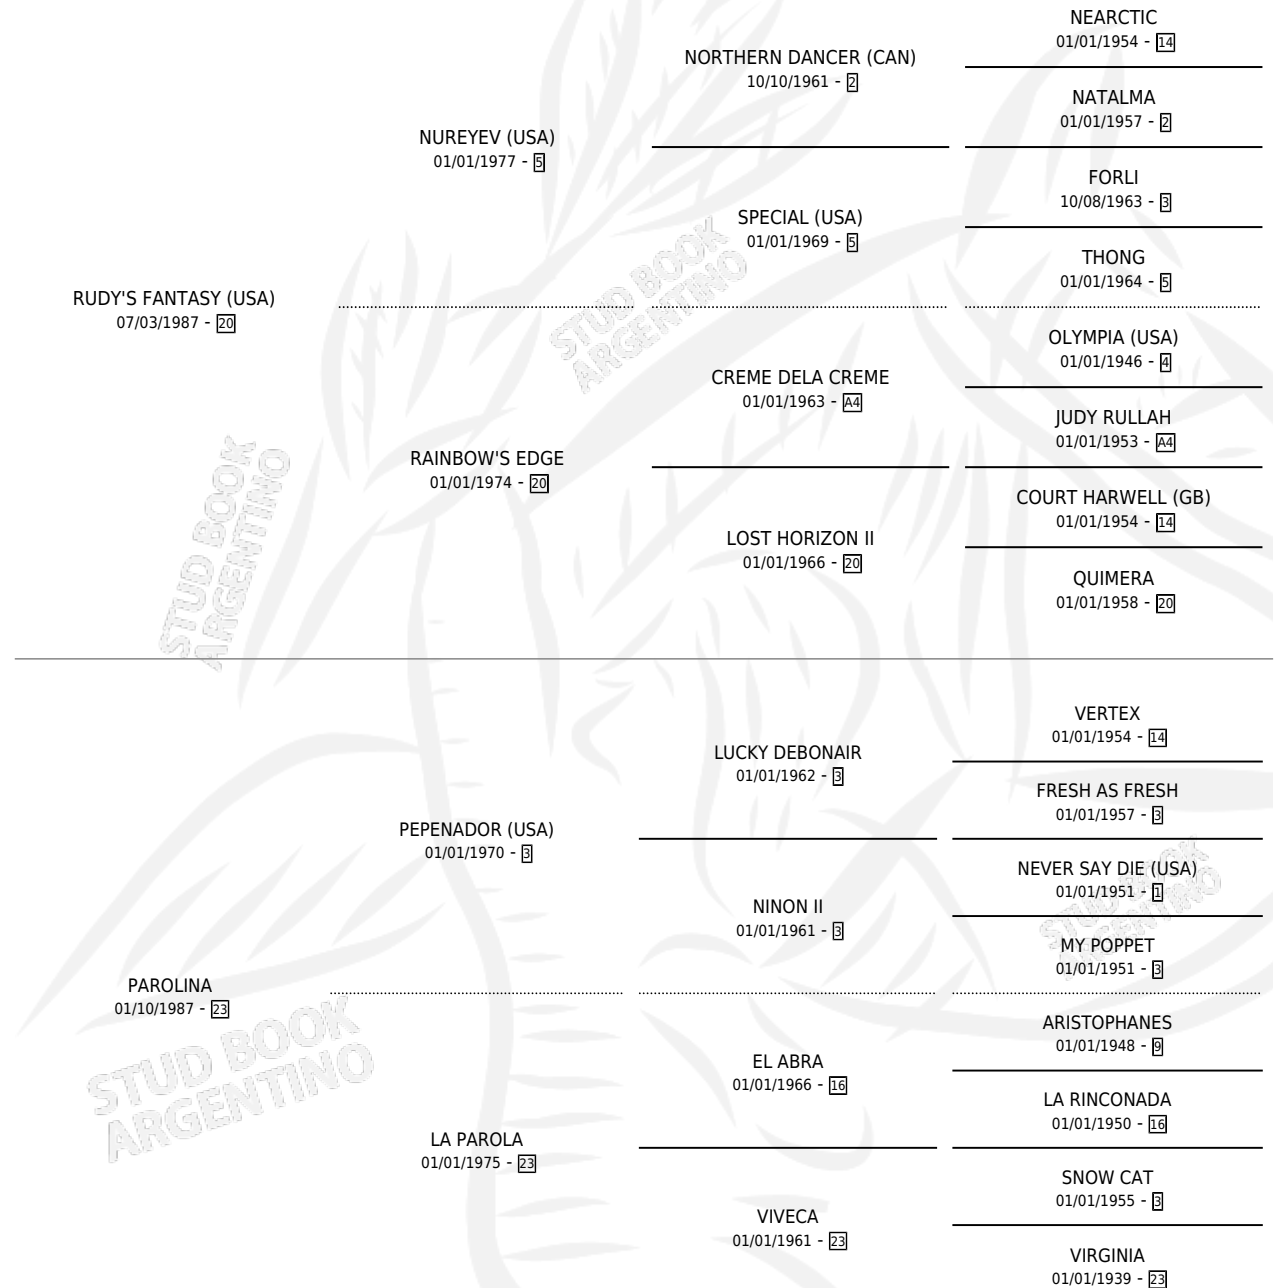 NEARCTIC
01/01/1954 - 14
NORTHERN DANCER (CAN)
10/10/1961 - 2
NATALMA
01/01/1957 - 2
NUREYEV (USA)
01/01/1977 - 5
FORLI
10/08/1963 - 3
SPECIAL (USA)
01/01/1969 - 5
THONG
01/01/1964 - 5
RUDY'S FANTASY (USA)
07/03/1987 - 20
OLYMPIA (USA)
01/01/1946 - 4
CREME DELA CREME
01/01/1963 - A4
JUDY RULLAH
01/01/1953 - A4
RAINBOW'S EDGE
01/01/1974 - 20
COURT HARWELL (GB)
01/01/1954 - 14
LOST HORIZON II
01/01/1966 - 20
QUIMERA
01/01/1958 - 20
STUD BOOK
ARGENTINO
STUD BOOK
ARGENTINO
VERTEX
01/01/1954 - 14
LUCKY DEBONAIR
01/01/1962 - 3
FRESH AS FRESH
01/01/1957 - 3
PEPENADOR (USA)
01/01/1970 - 3
NEVER SAY DIE (USA)
01/01/1951 - 1
NINON II
01/01/1961 - 3
MY POPPET
01/01/1951 - 3
STUD BOOK
ARGENTINO
PAROLINA
01/10/1987 - 23
ARISTOPHANES
01/01/1948 - 9
EL ABRA
01/01/1966 - 16
LA RINCONADA
01/01/1950 - 16
LA PAROLA
01/01/1975 - 23
SNOW CAT
01/01/1955 - 3
VIVECA
01/01/1961 - 23
VIRGINIA
01/01/1939 - 23
STUD BOOK
ARGENTINO